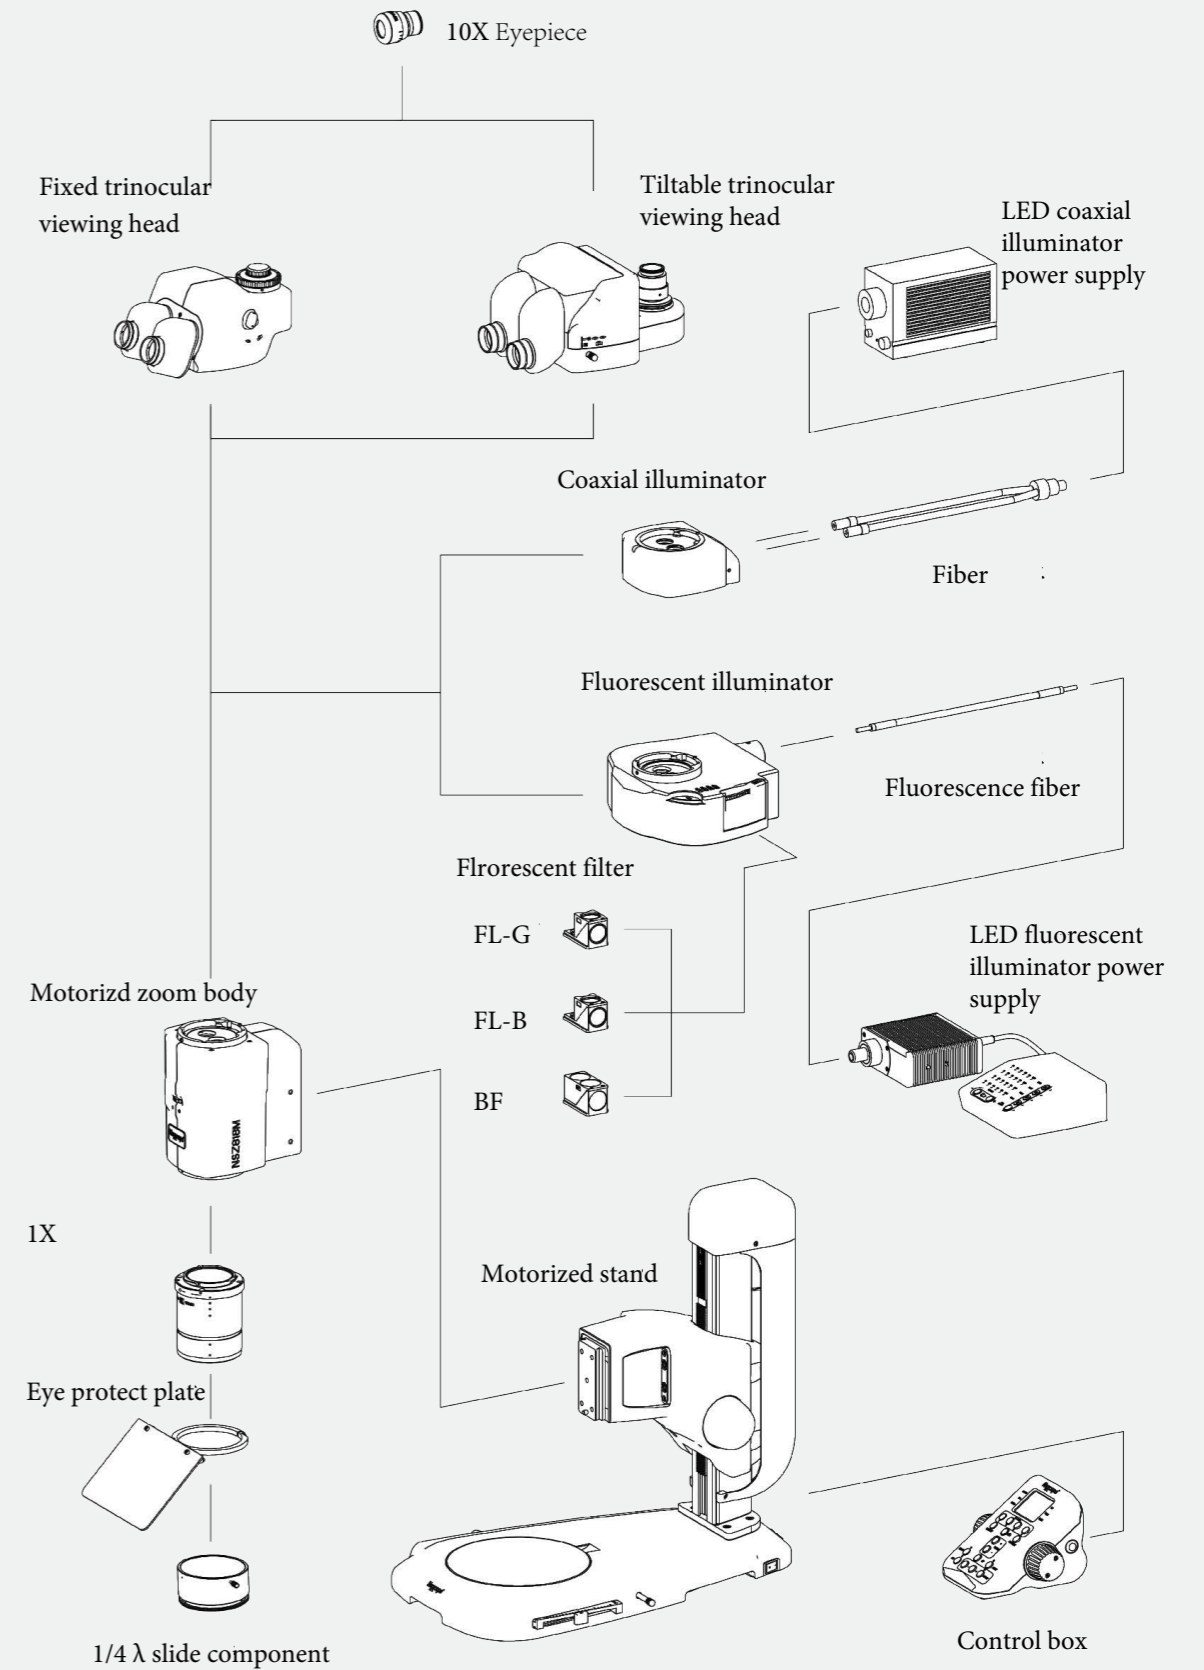 10X Eyepiece
Fixed trinocular
viewing head
Tiltable trinocular
viewing head
LED coaxial
illuminator
power supply
Coaxial illuminator
Fiber
Fluorescent illuminator
Fluorescence fiber
Flrorescent filter
FL-G
FL-B
BF
LED fluorescent
illuminator power
supply
Motorizd zoom body
NSZ818M
1X
Motorized stand
Eye protect plate
1/4 λ slide component
Control box